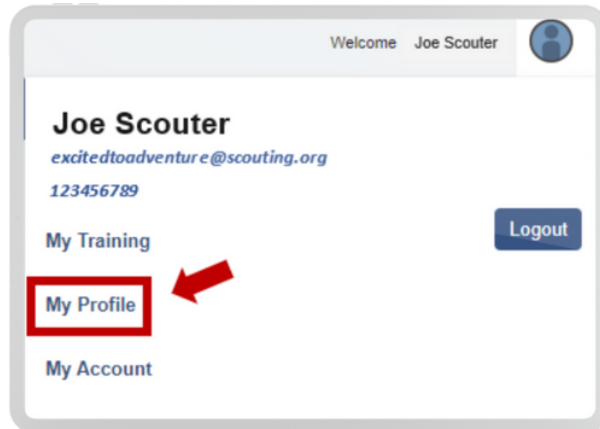 Welcome Joe Scouter
Joe Scouter
excitedtoadventure@scouting.org
123456789
Logout
My Training
My Profile
My Account